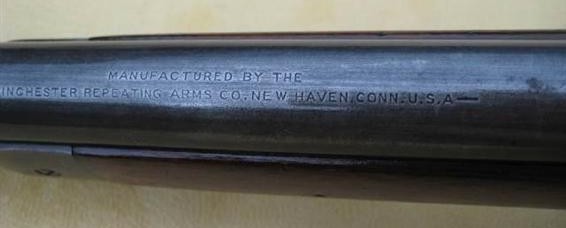 MANUFACTURED BY THE
INCHESTER REPEATING ARMS CO. NEW HAVEN, CONN. U.S.A—